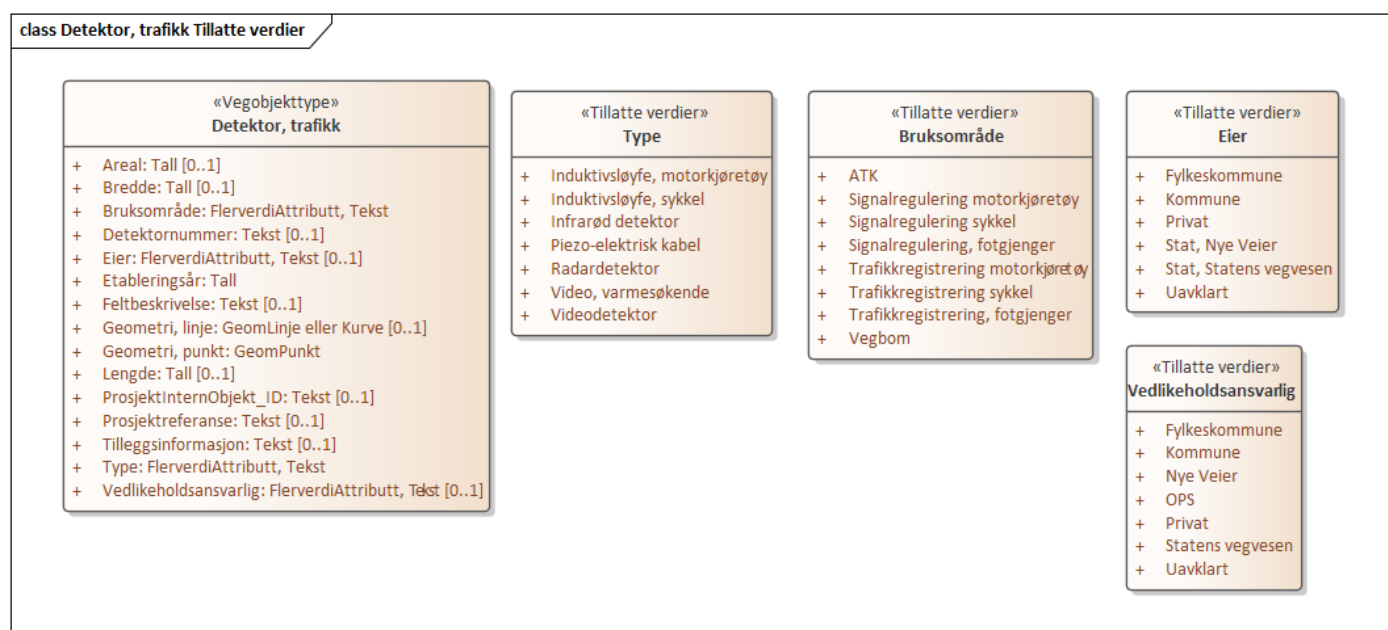 class Detektor, trafikk Tillatte verdier
«Vegobjekttype»
Detektor, trafikk
+ Areal: Tall [0..1]
+ Bredde: Tall [0..1]
+ Bruksområde: FlerverdiAttributt, Tekst
+ Detektornummer: Tekst [0..1]
+ Eier: FlerverdiAttributt, Tekst [0..1]
+ Etableringsår: Tall
+ Feltbeskrivelse: Tekst [0..1]
+ Geometri, linje: GeomLinje eller Kurve [0..1]
+ Geometri, punkt: GeomPunkt
+ Lengde: Tall [0..1]
+ ProsjektInternObjekt_ID: Tekst [0..1]
+ Prosjektreferanse: Tekst [0..1]
+ Tilleggsinformasjon: Tekst [0..1]
+ Type: FlerverdiAttributt, Tekst
+ Vedlikeholdsansvarlig: FlerverdiAttributt, Tekst [0..1]
«Tillatte verdier»
Type
+ Induktivsløyfe, motorkjøretøy
+ Induktivsløyfe, sykkel
+ Infrarød detektor
+ Piezo-elektrisk kabel
+ Radardetektor
+ Video, varmesøkende
+ Videodetektor
«Tillatte verdier»
Bruksområde
+ ATK
+ Signalregulering motorkjøretøy
+ Signalregulering sykkel
+ Signalregulering, fotgjenger
+ Trafikkregistrering motorkjøretøy
+ Trafikkregistrering sykkel
+ Trafikkregistrering, fotgjenger
+ Vegbom
«Tillatte verdier»
Eier
+ Fylkeskommune
+ Kommune
+ Privat
+ Stat, Nye Veier
+ Stat, Statens vegvesen
+ Uavklart
«Tillatte verdier»
Vedlikeholdsansvarlig
+ Fylkeskommune
+ Kommune
+ Nye Veier
+ OPS
+ Privat
+ Statens vegvesen
+ Uavklart